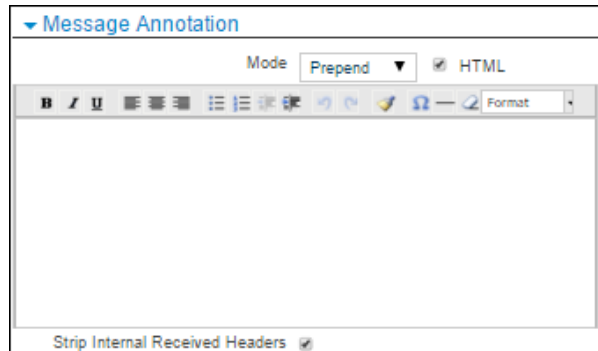 Message Annotation
Mode Prepend HTML
B I U Ω Format
Strip Internal Received Headers